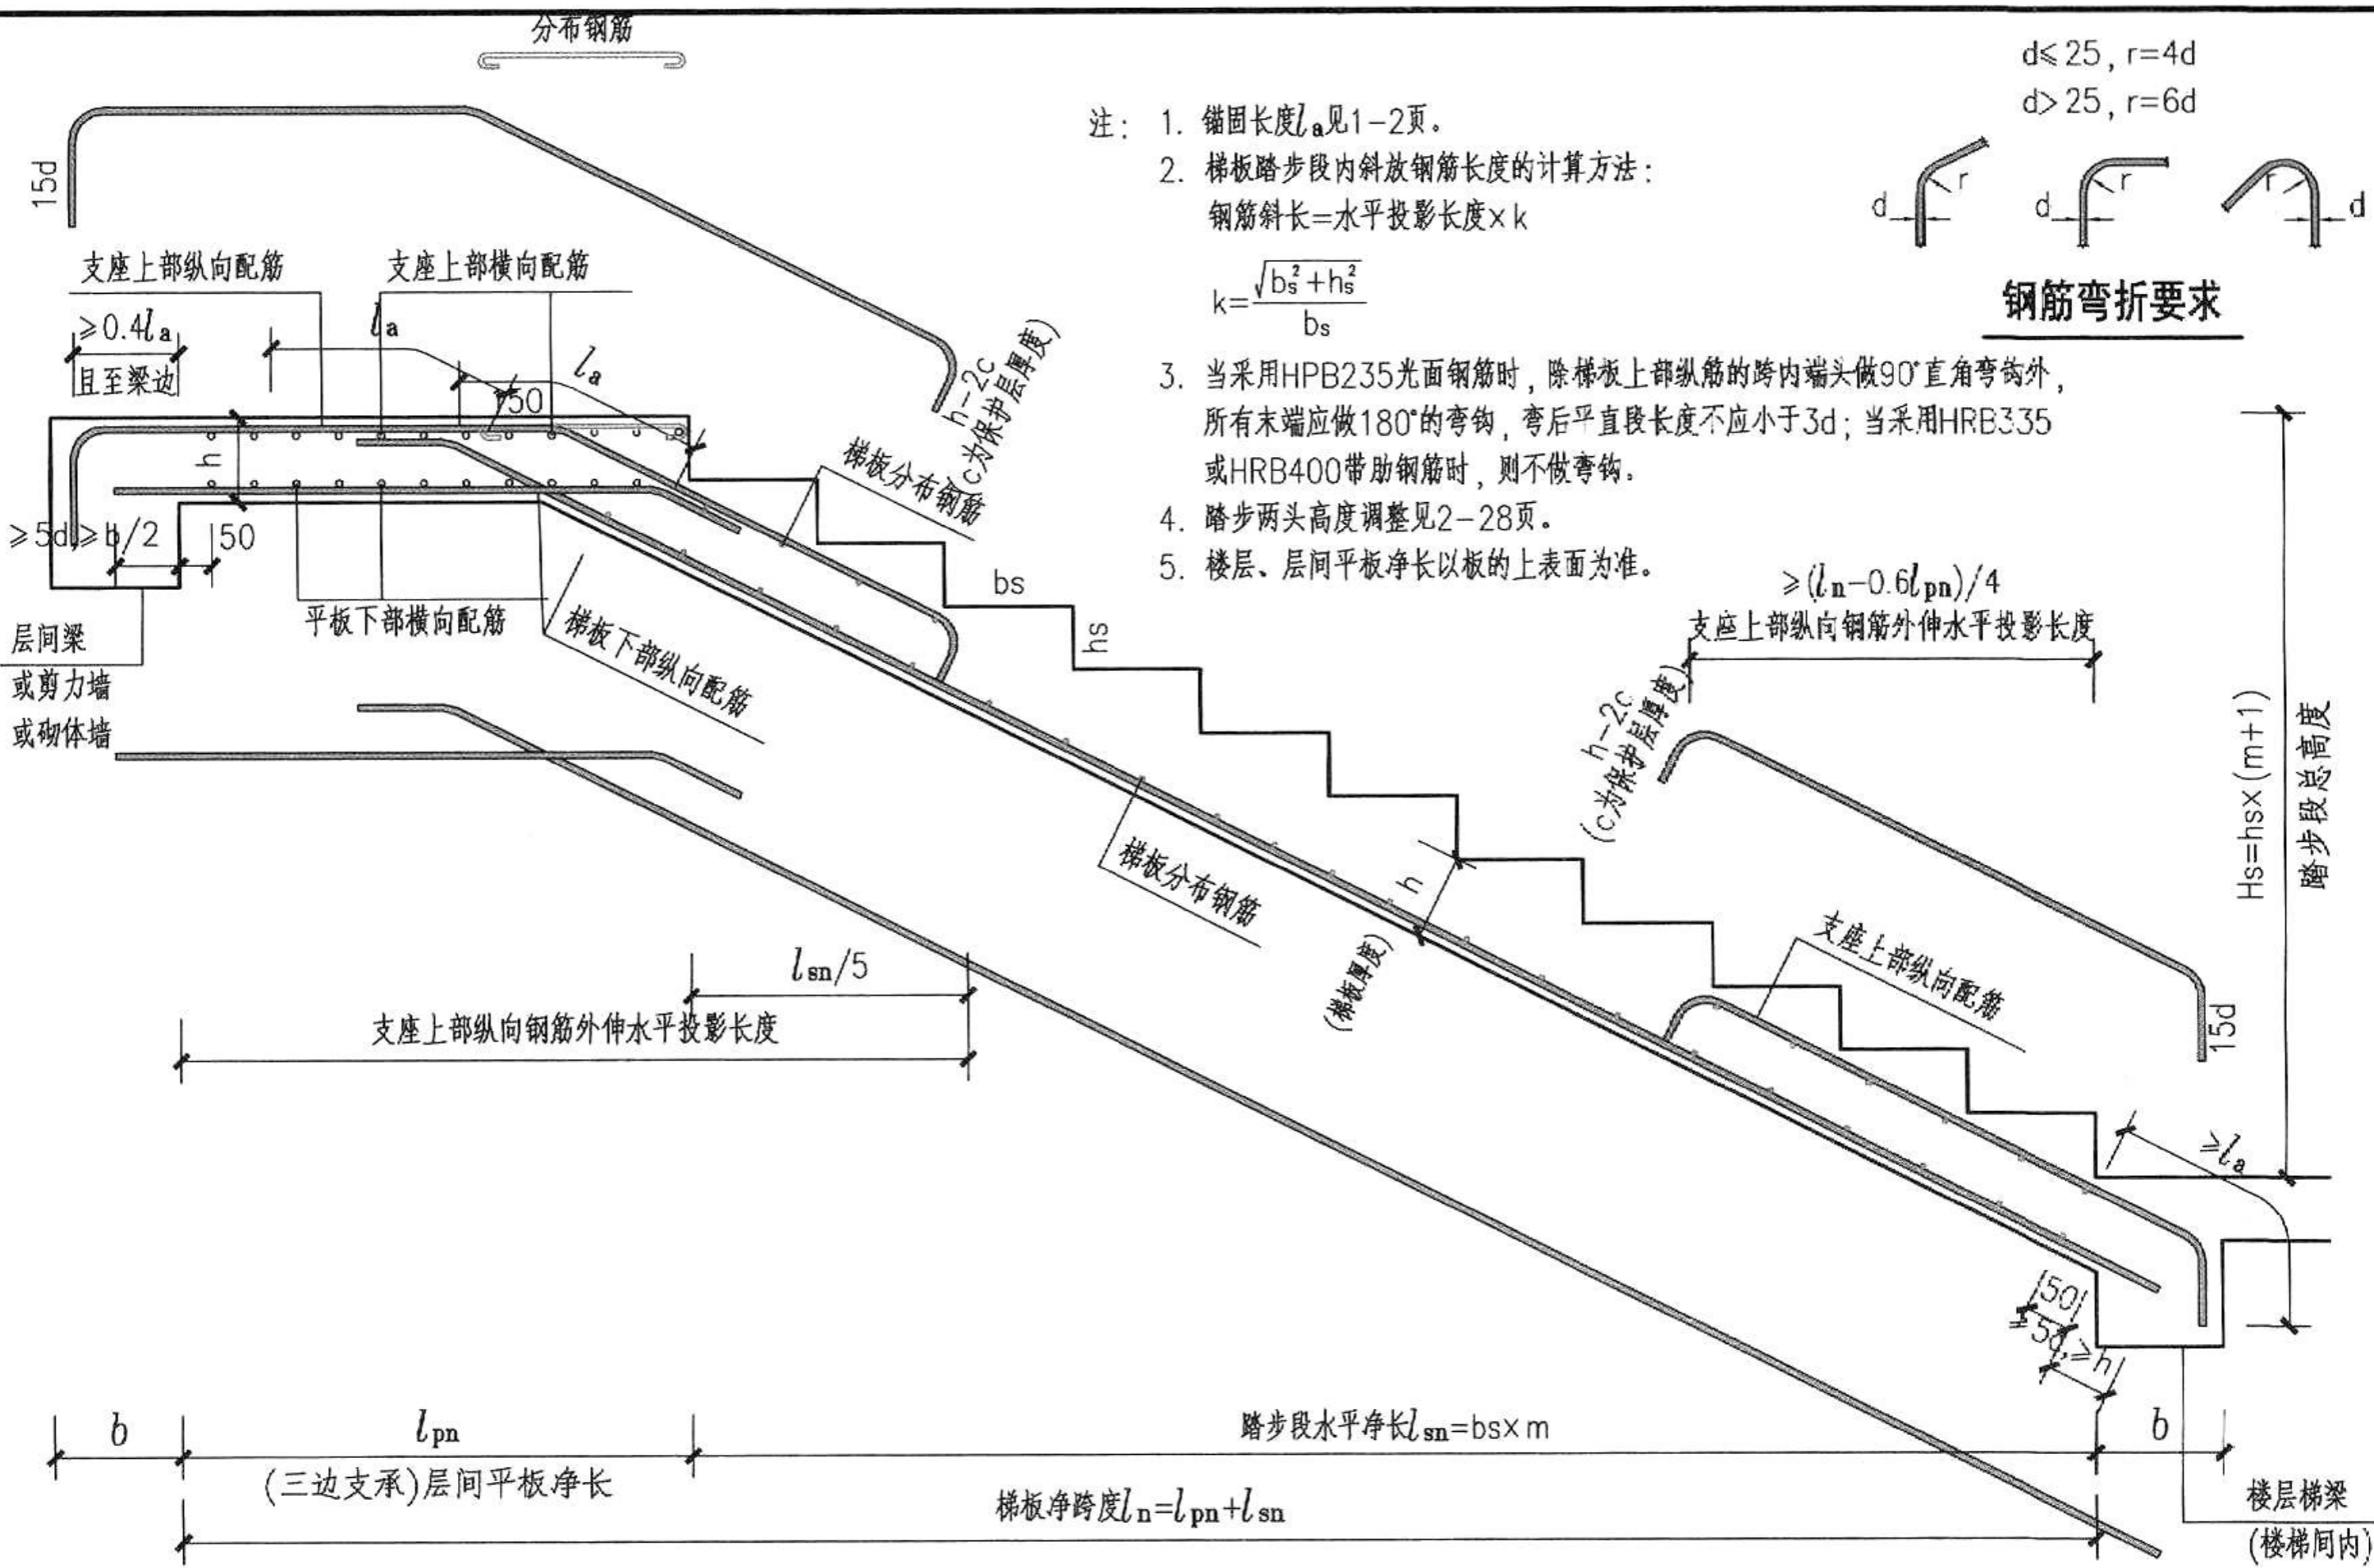 分布钢筋
d≤25，r=4d
d>25，r=6d
注：1. 锚固长度la见1-2页。
2. 梯板踏步段内斜放钢筋长度的计算方法：
钢筋斜长=水平投影长度×k
k=√(bs²+hs²)/bs
3. 当采用HPB235光面钢筋时，除梯板上部纵筋的跨内端头做90°直角弯钩外，
所有末端应做180°的弯钩，弯后平直段长度不应小于3d；当采用HRB335
或HRB400带肋钢筋时，则不做弯钩。
4. 踏步两头高度调整见2-28页。
5. 楼层、层间平板净长以板的上表面为准。
d
r
d
r
r
d
钢筋弯折要求
15d
支座上部纵向配筋
支座上部横向配筋
≥0.4la
且至梁边
la
la
50
h-2c
(c为保护层厚度)
h
梯板分布钢筋
≥5d,≥b/2
50
平板下部横向配筋
梯板下部纵向配筋
层间梁
或剪力墙
或砌体墙
bs
hs
≥(ln-0.6lpn)/4
支座上部纵向钢筋外伸水平投影长度
h-2c
(c为保护层厚度)
Hs=hs×(m+1)
踏步段总高度
梯板分布钢筋
h
(梯板厚度)
支座上部纵向配筋
15d
lsn/5
支座上部纵向钢筋外伸水平投影长度
≥la
50
≥h
b
lpn
踏步段水平净长lsn=bs×m
b
(三边支承)层间平板净长
梯板净跨度ln=lpn+lsn
楼层梯梁
(楼梯间内)